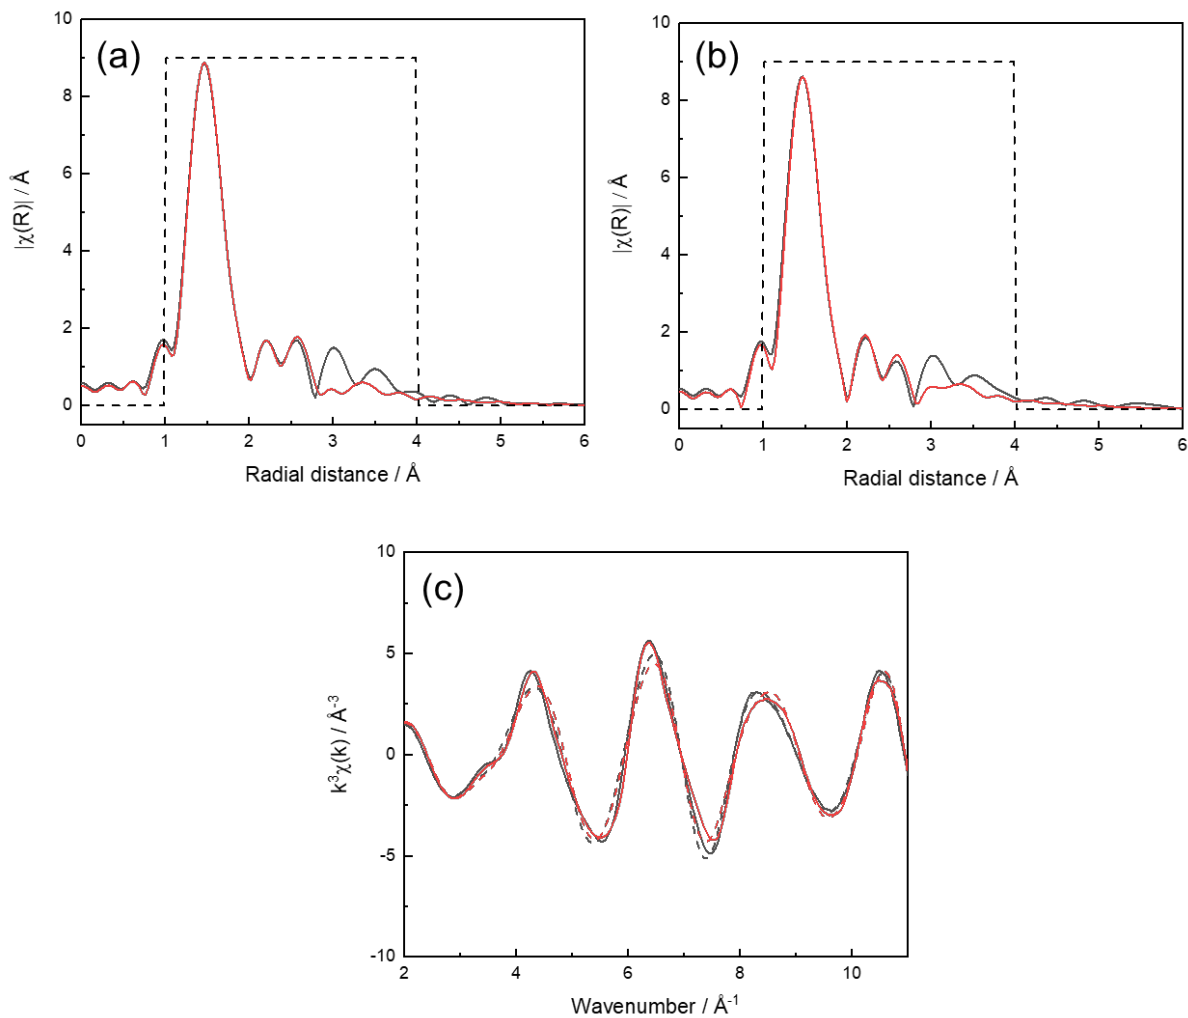 (a)
10
8
6
4
2
0
|χ(R)| / Å
0 1 2 3 4 5 6
Radial distance / Å
(b)
10
8
6
4
2
0
|χ(R)| / Å
0 1 2 3 4 5 6
Radial distance / Å
(c)
10
5
0
-5
-10
k³χ(k) / Å⁻³
2 4 6 8 10
Wavenumber / Å⁻¹